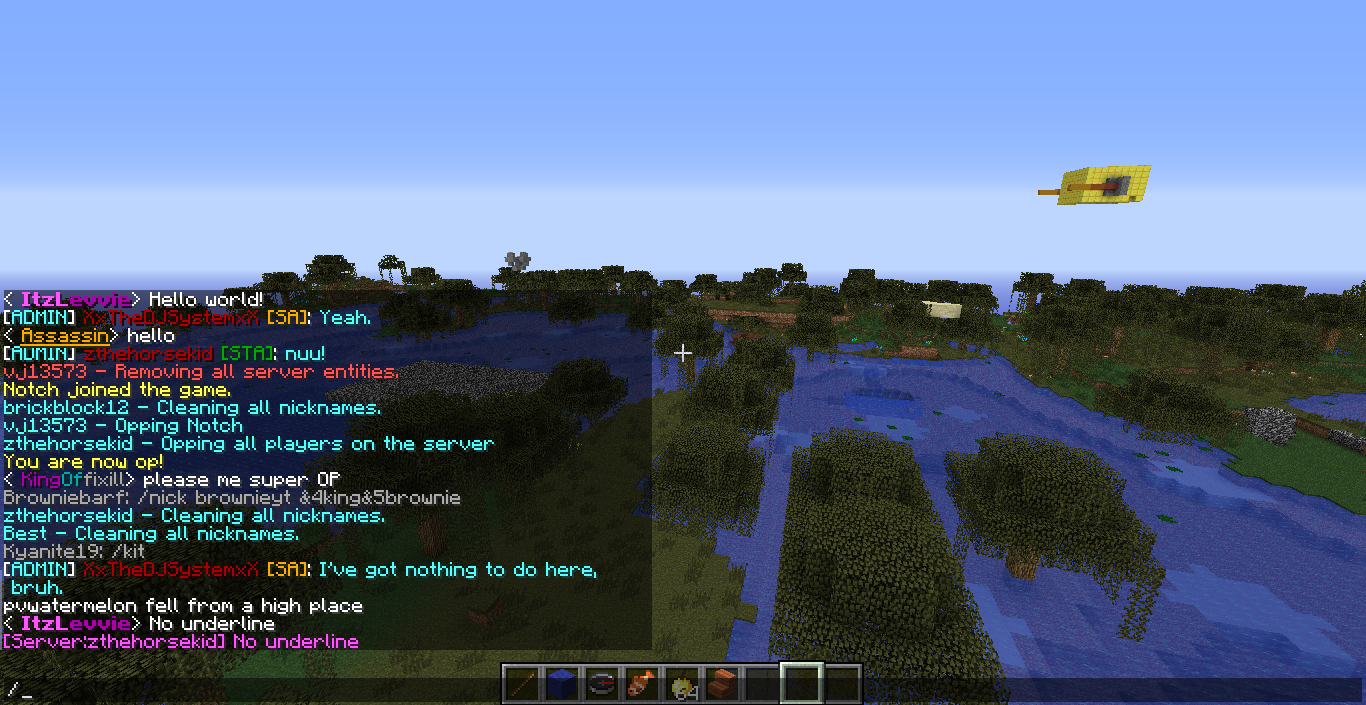 < ItzLevvie> Hello world!
[ADMIN] XxTheDJSystemxX [SA]: Yeah.
< Assassin> hello
[ADMIN] zthehorsekid [STA]: nuu!
vj13573 - Removing all server entities.
Notch joined the game.
brickblock12 - Cleaning all nicknames.
vj13573 - Opping Notch
zthehorsekid - Opping all players on the server
You are now op!
< KingOffixill> please me super OP
Browniebarf: /nick brownieyt &4king&5brownie
zthehorsekid - Cleaning all nicknames.
Best - Cleaning all nicknames.
Kyanite19: /kit
[ADMIN] XxTheDJSystemxX [SA]: I've got nothing to do here,
bruh.
pvwatermelon fell from a high place
< ItzLevvie> No underline
[Server:zthehorsekid] No underline
64
/_